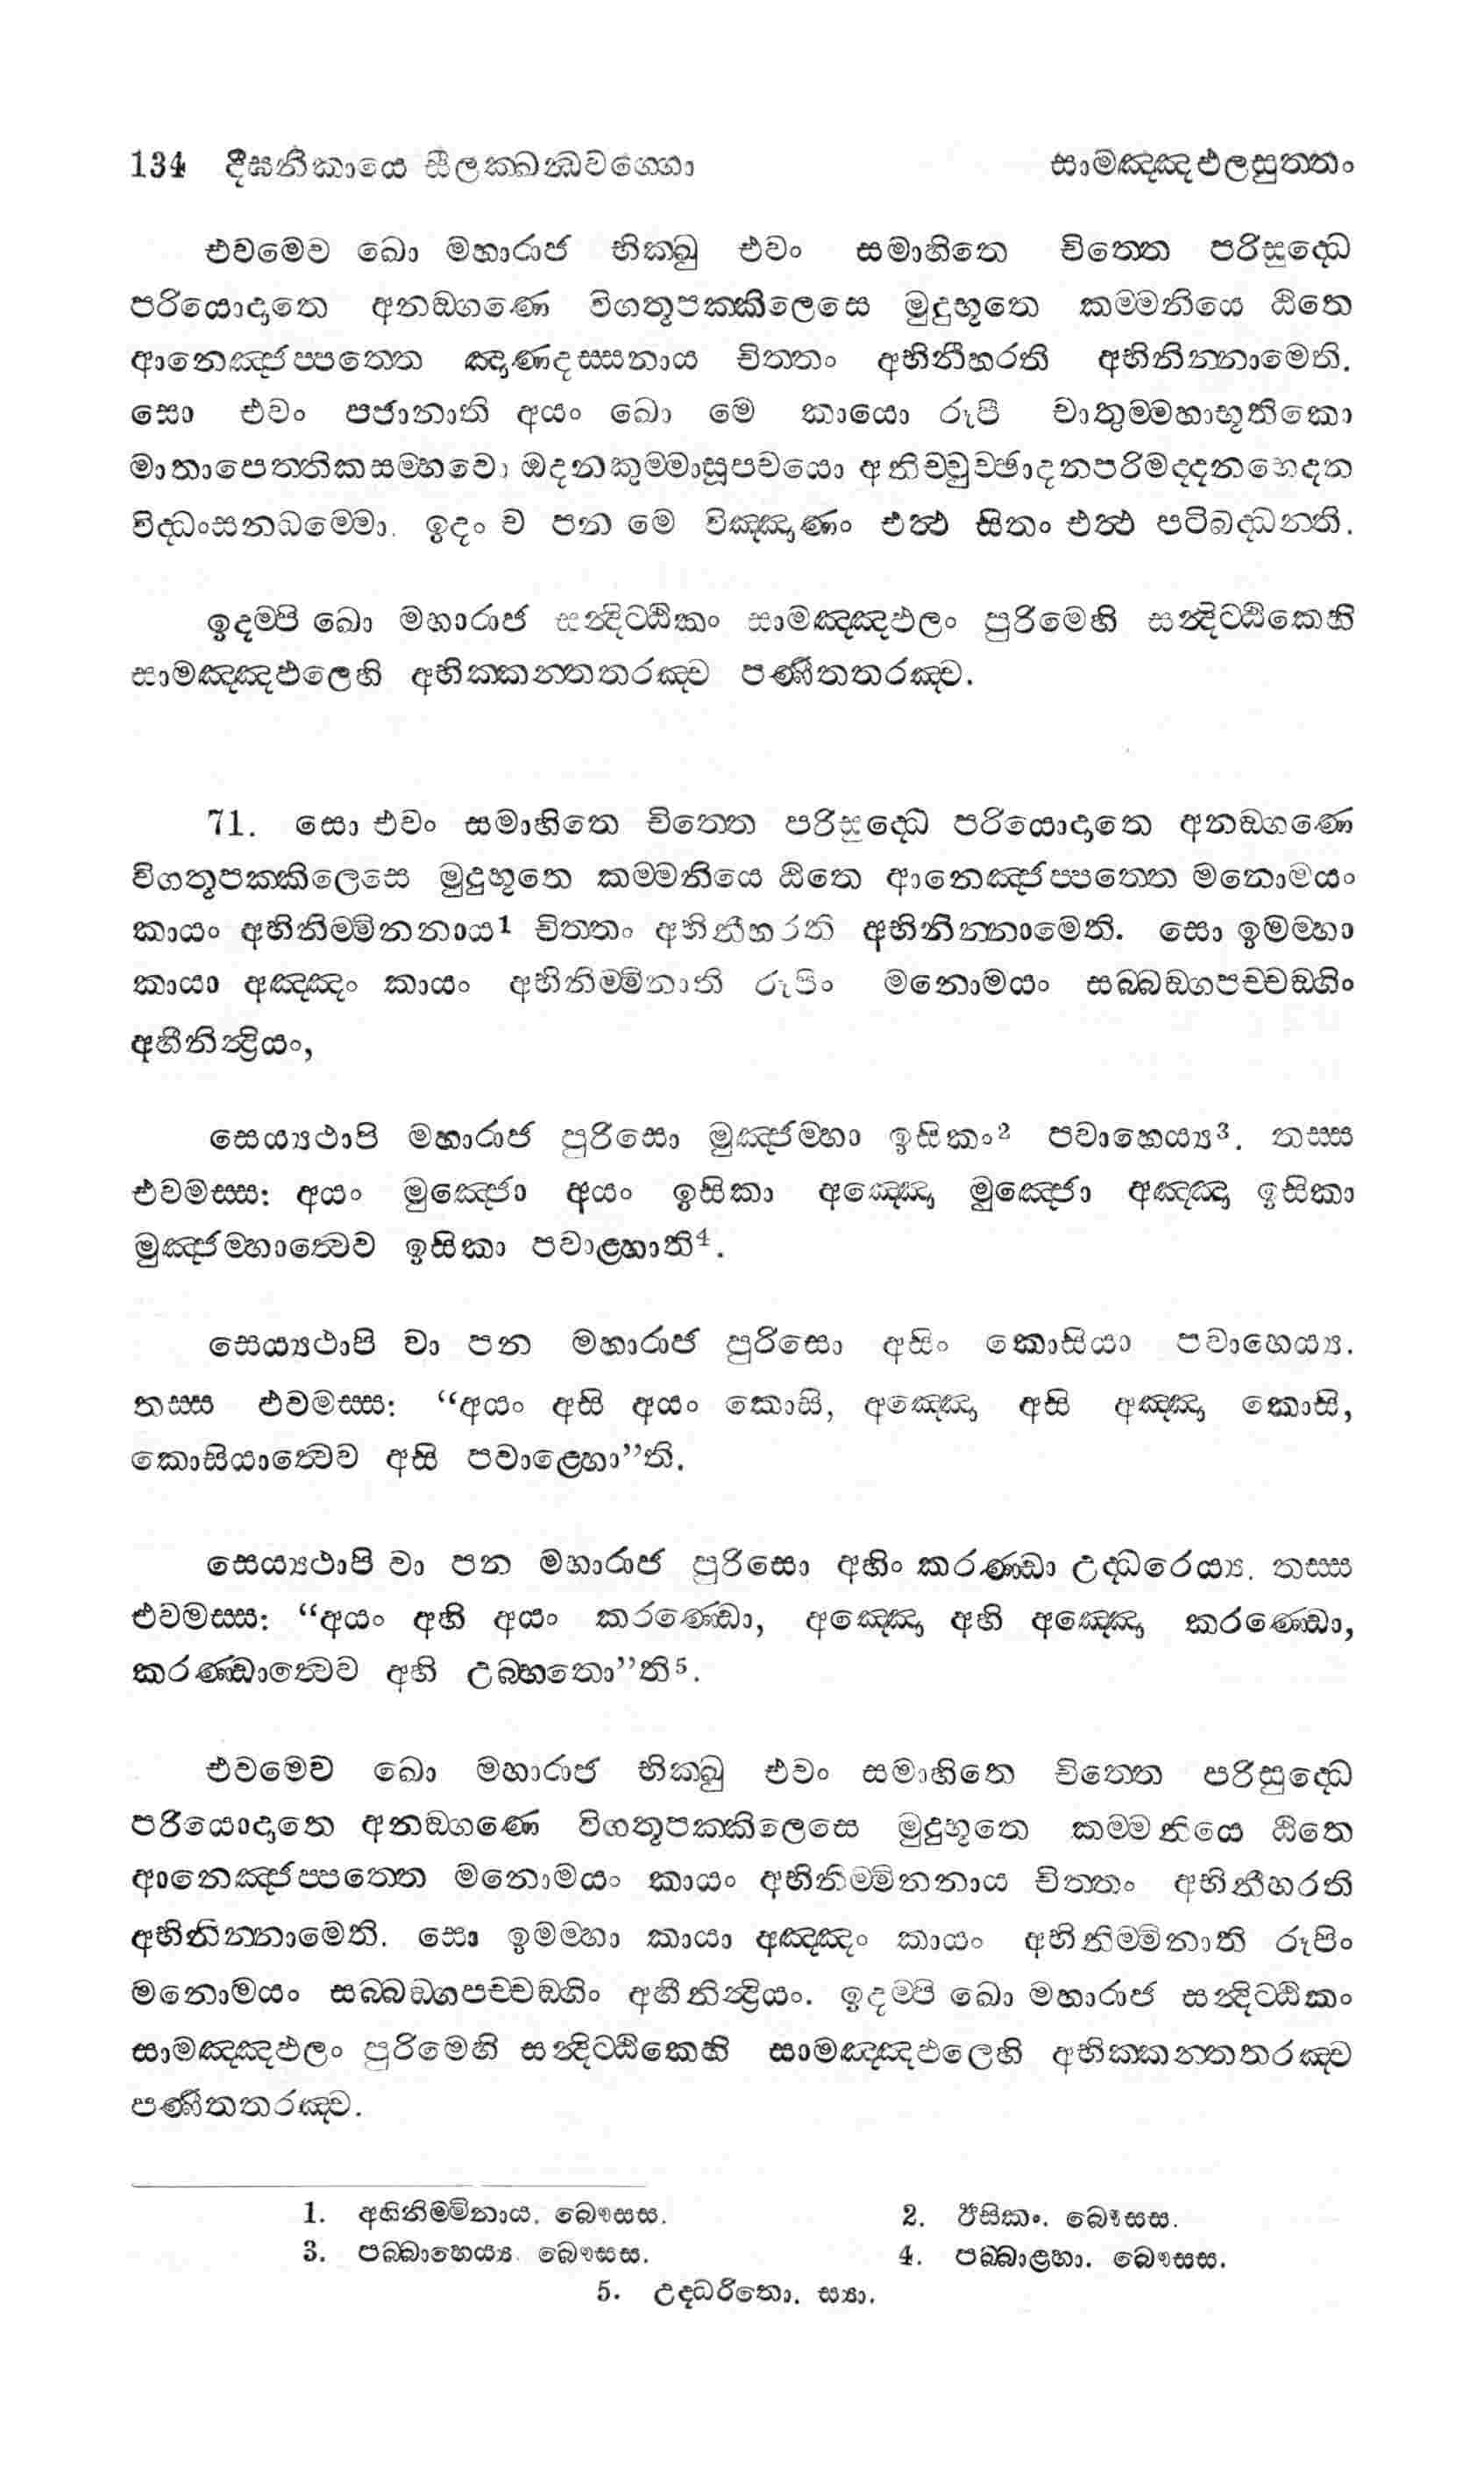 134 දීඝනිකායෙ සීලක්ඛන්ධවග්ගො සාමඤ්ඤඵලසුත්තං
එවමෙව ඛො මහාරාජ භික්ඛු එවං සමාහිතෙ චිත්තෙ පරිසුද්ධෙ
පරියොදාතෙ අනඞ්ගණෙ විගතූපක්කිලෙසෙ මුදුභූතෙ කම්මනියෙ ඨිතෙ
ආනෙඤ්ජප්පත්තෙ ඤාණදස්සනාය චිත්තං අභිනීහරති අභිනින්නාමෙති.
සො එවං පජානාති අයං ඛො මෙ කායො රූපී චාතුම්මහාභූතිකො
මාතාපෙත්තිකසම්භවො ඔදනකුම්මාසූපචයො අනිච්චුච්ඡාදනපරිමද්දනභෙදන
විද්ධංසනධම්මො. ඉදං ච පන මෙ විඤ්ඤාණං එත්ථ සිතං එත්ථ පටිබද්ධන්ති.
ඉදම්පි ඛො මහාරාජ සන්දිට්ඨිකං සාමඤ්ඤඵලං පුරිමෙහි සන්දිට්ඨිකෙහි
සාමඤ්ඤඵලෙහි අභික්කන්තතරඤ්ච පණීතතරඤ්ච.
71. සො එවං සමාහිතෙ චිත්තෙ පරිසුද්ධෙ පරියොදාතෙ අනඞ්ගණෙ
විගතූපක්කිලෙසෙ මුදුභූතෙ කම්මනියෙ ඨිතෙ ආනෙඤ්ජප්පත්තෙ මනොමයං
කායං අභිනිම්මිනනාය¹ චිත්තං අභිනීහරති අභිනින්නාමෙති. සො ඉමම්හා
කායා අඤ්ඤං කායං අභිනිම්මිනාති රූපිං මනොමයං සබ්බඞ්ගපච්චඞ්ගිං
අහීනින්ද්‍රියං,
සෙය්‍යථාපි මහාරාජ පුරිසො මුඤ්ජම්හා ඉසිකං² පවාහෙය්‍ය³. තස්ස
එවමස්ස: අයං මුඤ්ජො අයං ඉසිකා අඤ්ඤො මුඤ්ජො අඤ්ඤා ඉසිකා
මුඤ්ජම්හාත්වෙව ඉසිකා පවාළ්හාති⁴.
සෙය්‍යථාපි වා පන මහාරාජ පුරිසො අසිං කොසියා පවාහෙය්‍ය.
තස්ස එවමස්ස: “අයං අසි අයං කොසි, අඤ්ඤො අසි අඤ්ඤා කොසි,
කොසියාත්වෙව අසි පවාළ්හො”ති.
සෙය්‍යථාපි වා පන මහාරාජ පුරිසො අහිං කරණ්ඩා උද්ධරෙය්‍ය. තස්ස
එවමස්ස: “අයං අහි අයං කරණ්ඩො, අඤ්ඤො අහි අඤ්ඤො කරණ්ඩො,
කරණ්ඩාත්වෙව අහි උබ්භතො”ති⁵.
එවමෙව ඛො මහාරාජ භික්ඛු එවං සමාහිතෙ චිත්තෙ පරිසුද්ධෙ
පරියොදාතෙ අනඞ්ගණෙ විගතූපක්කිලෙසෙ මුදුභූතෙ කම්මනියෙ ඨිතෙ
ආනෙඤ්ජප්පත්තෙ මනොමයං කායං අභිනිම්මිනනාය චිත්තං අභිනීහරති
අභිනින්නාමෙති. සො ඉමම්හා කායා අඤ්ඤං කායං අභිනිම්මිනාති රූපිං
මනොමයං සබ්බඞ්ගපච්චඞ්ගිං අහීනින්ද්‍රියං. ඉදම්පි ඛො මහාරාජ සන්දිට්ඨිකං
සාමඤ්ඤඵලං පුරිමෙහි සන්දිට්ඨිකෙහි සාමඤ්ඤඵලෙහි අභික්කන්තතරඤ්ච
පණීතතරඤ්ච.
1. අභිනිම්මිනාය. බෞසස. 2. ඊසිකං. බෞසස.
3. පබ්බාහෙය්‍ය. බෞසස. 4. පබ්බාළ්හා. බෞසස.
5. උද්ධරිතො. ස්‍යා.